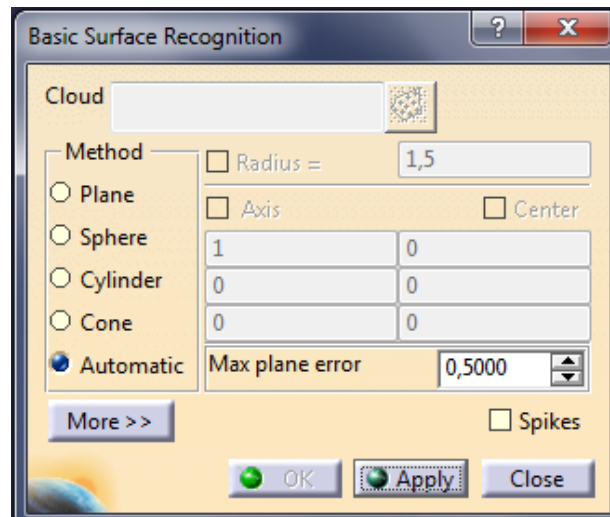 Basic Surface Recognition
?
X
Cloud
Method
Radius =
1,5
Plane
Axis
Center
Sphere
1
0
Cylinder
0
0
Cone
0
0
Automatic
Max plane error
0,5000
More >>
Spikes
OK
Apply
Close